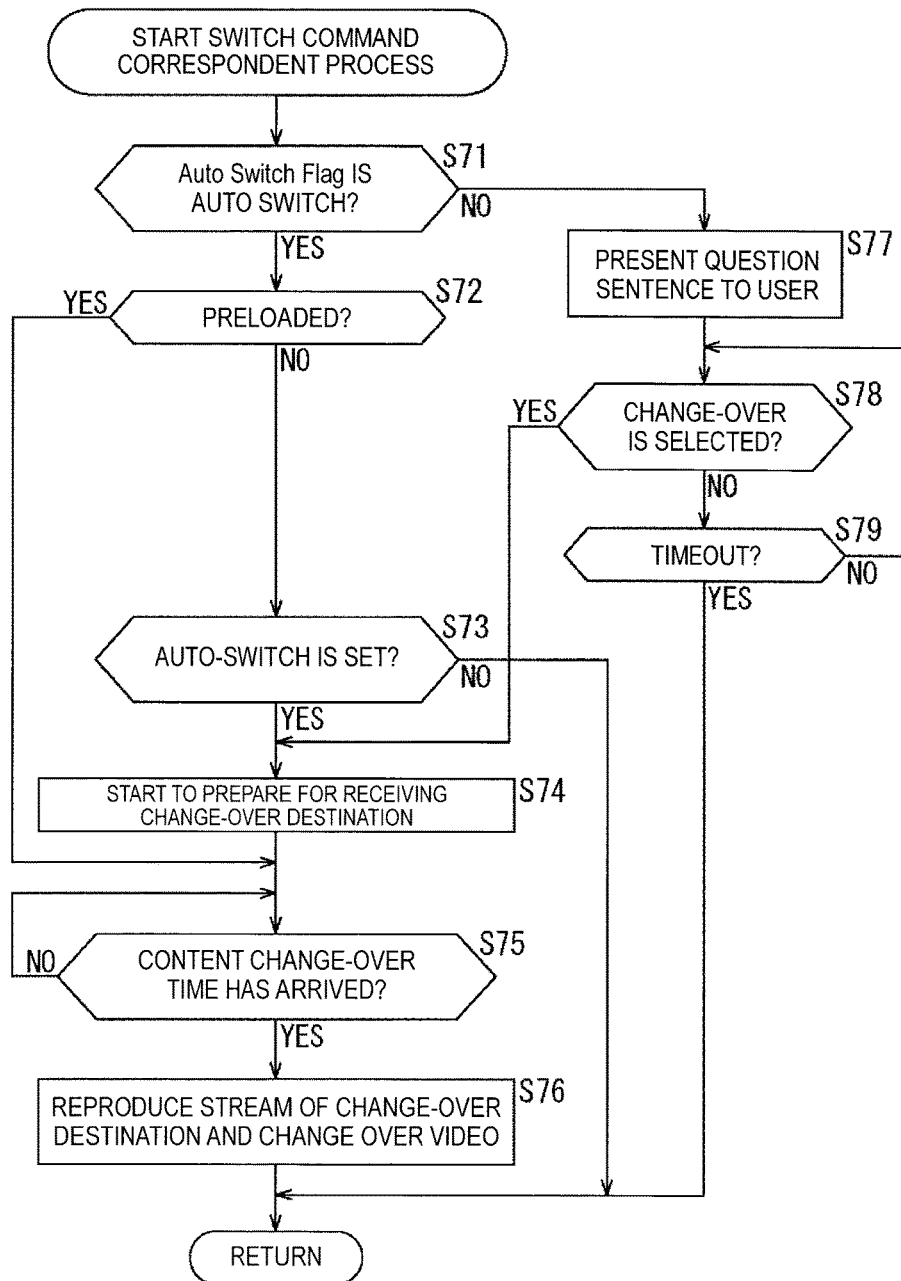 START SWITCH COMMAND
CORRESPONDENT PROCESS
S71
Auto Switch Flag IS
AUTO SWITCH?
NO
YES
S77
PRESENT QUESTION
SENTENCE TO USER
YES
S72
PRELOADED?
NO
S78
YES
CHANGE-OVER
IS SELECTED?
NO
S79
TIMEOUT?
NO
YES
S73
AUTO-SWITCH IS SET?
NO
YES
S74
START TO PREPARE FOR RECEIVING
CHANGE-OVER DESTINATION
S75
NO
CONTENT CHANGE-OVER
TIME HAS ARRIVED?
YES
S76
REPRODUCE STREAM OF CHANGE-OVER
DESTINATION AND CHANGE OVER VIDEO
RETURN